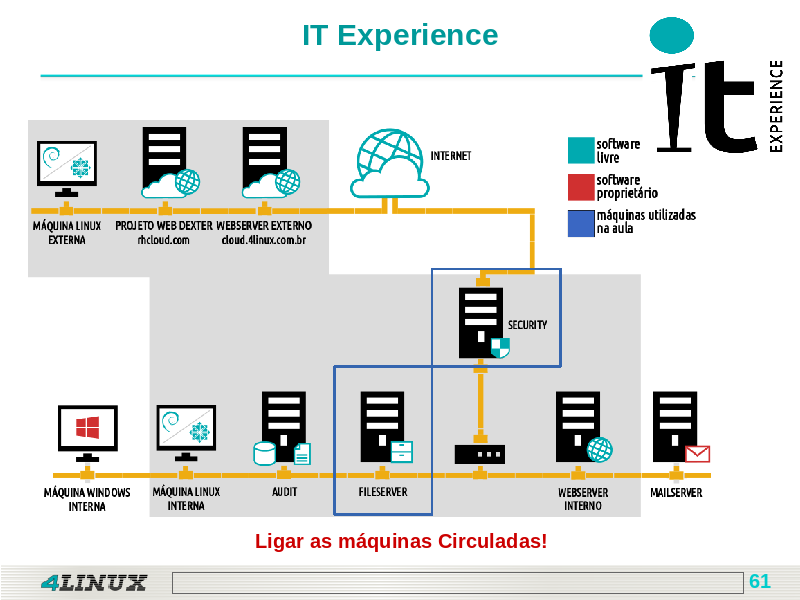 IT Experience
it
EXPERIENCE
software
livre
software
proprietário
máquinas utilizadas
na aula
INTERNET
MÁQUINA LINUX
EXTERNA
PROJETO WEB DEXTER
rhcloud.com
WEBSERVER EXTERNO
cloud.4linux.com.br
SECURITY
MÁQUINA WINDOWS
INTERNA
MÁQUINA LINUX
INTERNA
AUDIT
FILESERVER
WEBSERVER
INTERNO
MAILSERVER
Ligar as máquinas Circuladas!
4LINUX
61